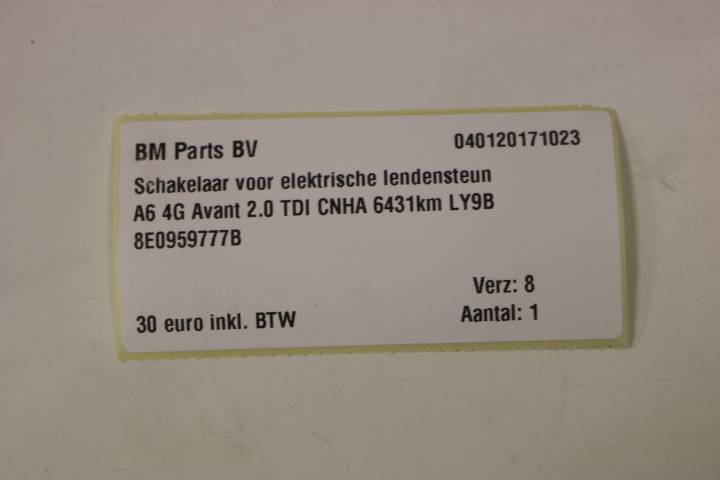 BM Parts BV 040120171023
Schakelaar voor elektrische lendensteun
A6 4G Avant 2.0 TDI CNHA 6431km LY9B
8E0959777B
Verz: 8
30 euro inkl. BTW Aantal: 1